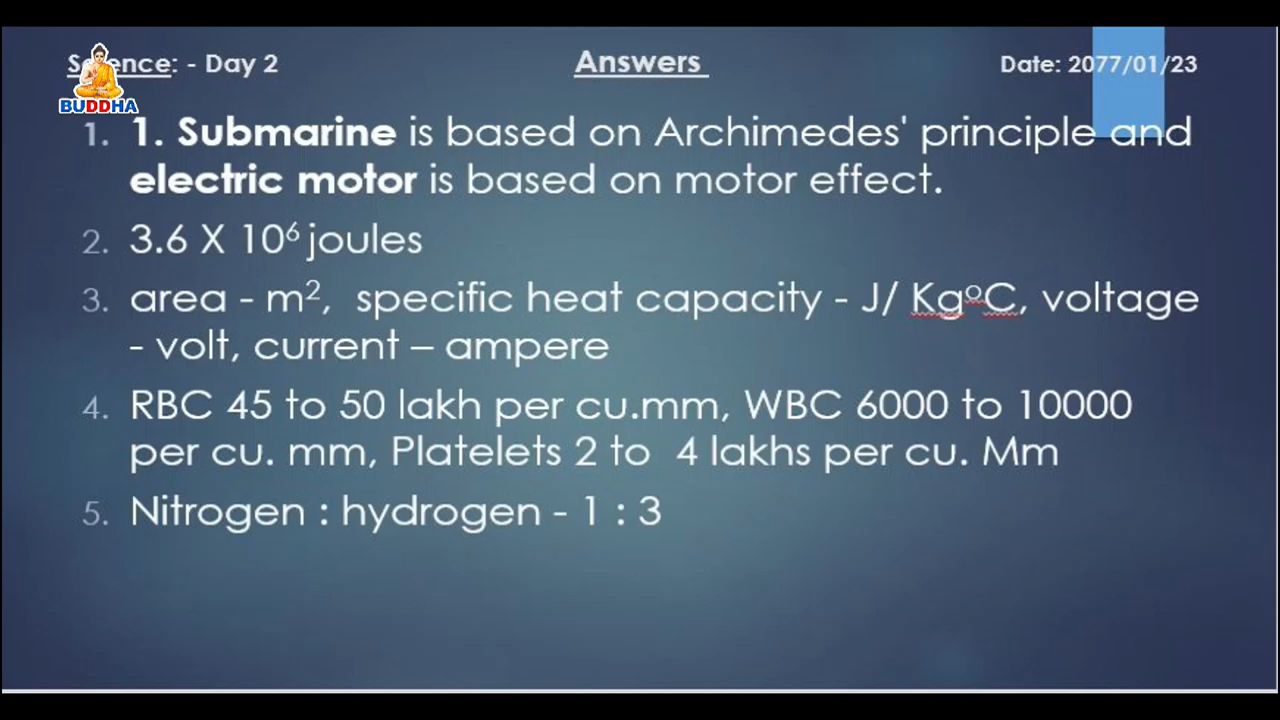 Science: - Day 2 Answers Date: 2077/01/23
BUDDHA
1. 1. Submarine is based on Archimedes' principle and
electric motor is based on motor effect.
2. 3.6 X 10⁶ joules
3. area - m², specific heat capacity - J/ Kg⁰C, voltage
- volt, current – ampere
4. RBC 45 to 50 lakh per cu.mm, WBC 6000 to 10000
per cu. mm, Platelets 2 to 4 lakhs per cu. Mm
5. Nitrogen : hydrogen - 1 : 3